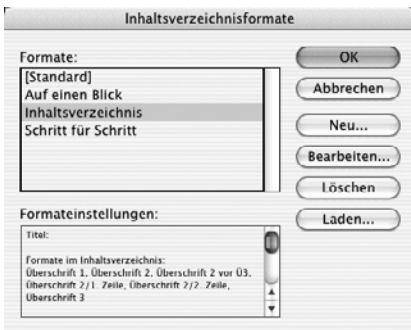 Inhaltsverzeichnisformate
Formate:
[Standard]
Auf einen Blick
Inhaltsverzeichnis
Schritt für Schritt
OK
Abbrechen
Neu...
Bearbeiten...
Löschen
Laden...
Formateinstellungen:
Titel:
Formate im Inhaltsverzeichnis:
Überschrift 1, Überschrift 2, Überschrift 2 vor Ü3,
Überschrift 2/1. Zeile, Überschrift 2/2. Zeile,
Überschrift 3